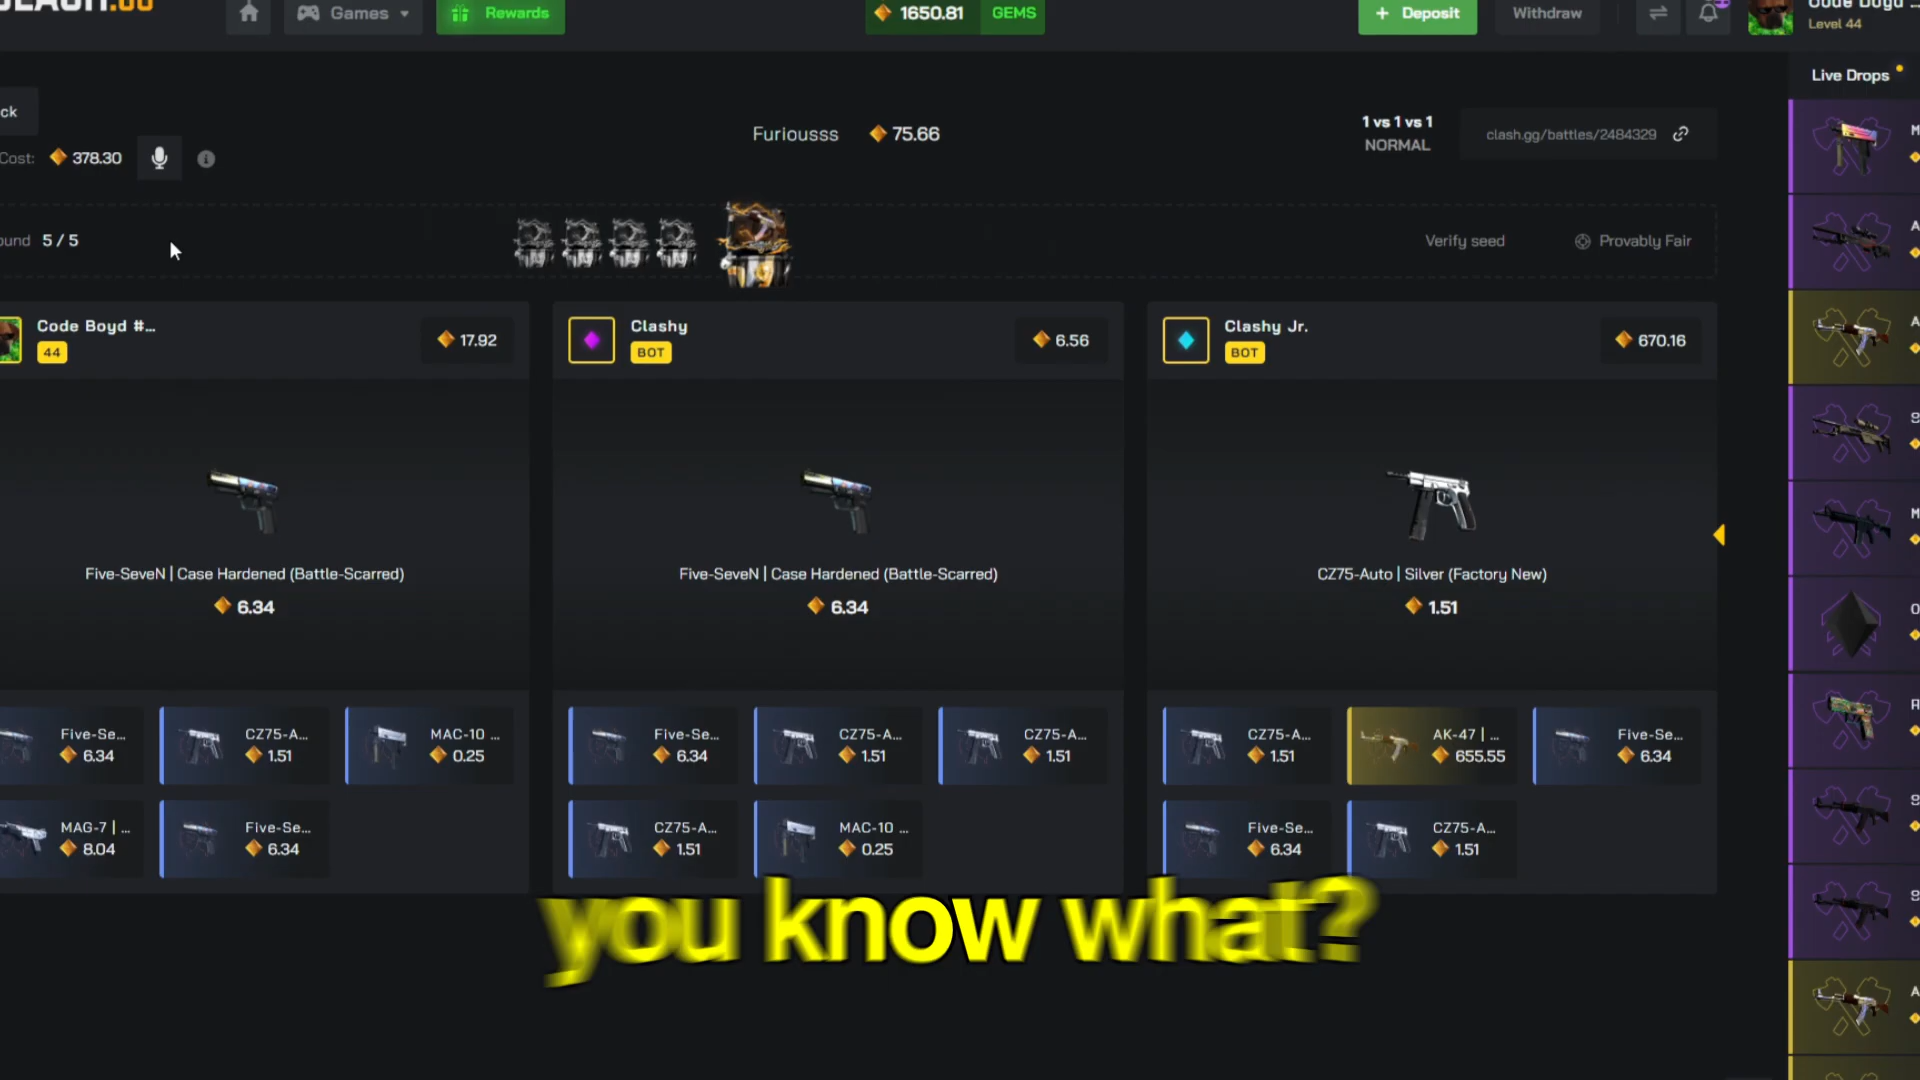 Games
Rewards
1650.81
GEMS
+ Deposit
Withdraw
Level 44
Live Drops
ck
Cost:
378.30
Furiousss
75.66
1 vs 1 vs 1
NORMAL
clash.gg/battles/2484329
ound 5 / 5
Verify seed
Provably Fair
Code Boyd #...
44
17.92
Clashy
BOT
6.56
Clashy Jr.
BOT
670.16
Five-SeveN | Case Hardened (Battle-Scarred)
6.34
Five-SeveN | Case Hardened (Battle-Scarred)
6.34
CZ75-Auto | Silver (Factory New)
1.51
Five-Se...
6.34
CZ75-A...
1.51
MAC-10 ...
0.25
MAG-7 | ...
8.04
Five-Se...
6.34
Five-Se...
6.34
CZ75-A...
1.51
CZ75-A...
1.51
CZ75-A...
1.51
MAC-10 ...
0.25
CZ75-A...
1.51
AK-47 | ...
655.55
Five-Se...
6.34
Five-Se...
6.34
CZ75-A...
1.51
you know what?